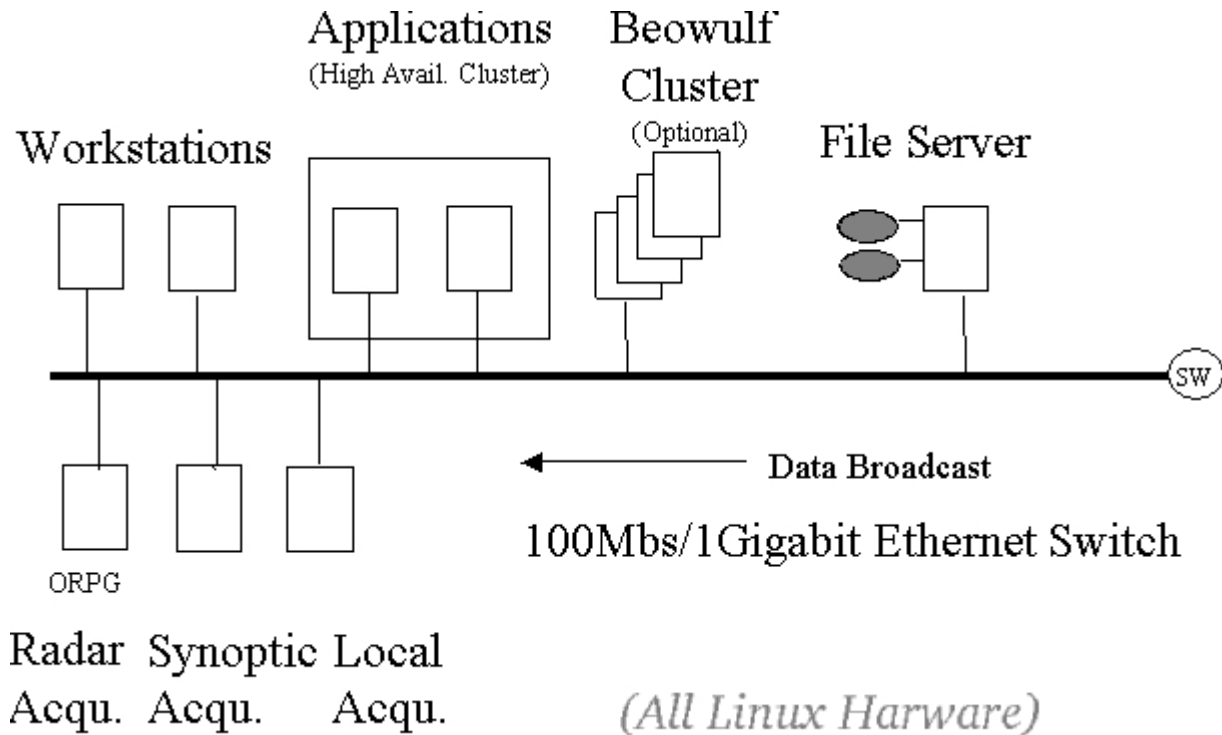 Applications
(High Avail. Cluster)
Beowulf
Cluster
(Optional)
Workstations
File Server
SW
Data Broadcast
100Mbs/1Gigabit Ethernet Switch
ORPG
Radar Synoptic Local
Acqu. Acqu. Acqu.
(All Linux Harware)